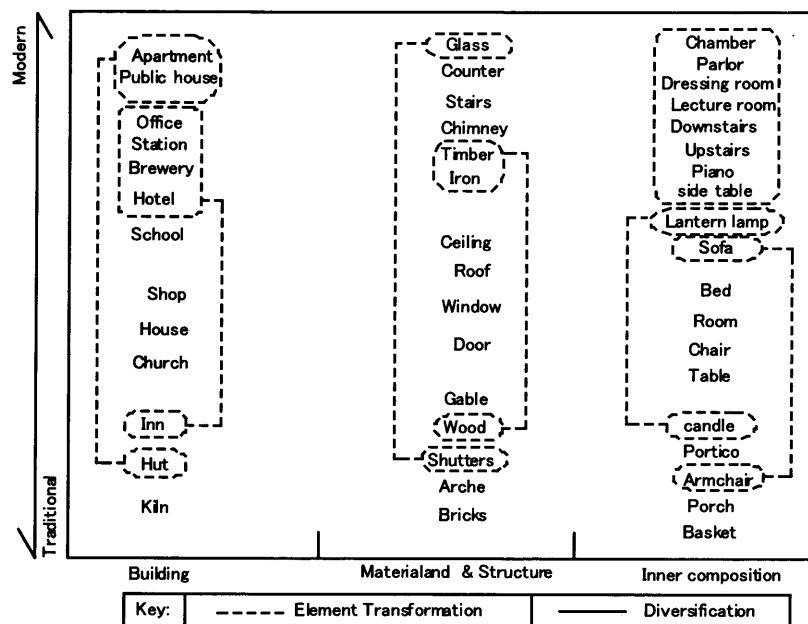 Modern
Traditional
Apartment
Public house
Office
Station
Brewery
Hotel
School
Shop
House
Church
Inn
Hut
Kiln
Building
Glass
Counter
Stairs
Chimney
Timber
Iron
Ceiling
Roof
Window
Door
Gable
Wood
Shutters
Arche
Bricks
Materialand & Structure
Chamber
Parlor
Dressing room
Lecture room
Downstairs
Upstairs
Piano
side table
Lantern lamp
Sofa
Bed
Room
Chair
Table
candle
Portico
Armchair
Porch
Basket
Inner composition
Key: Element Transformation Diversification